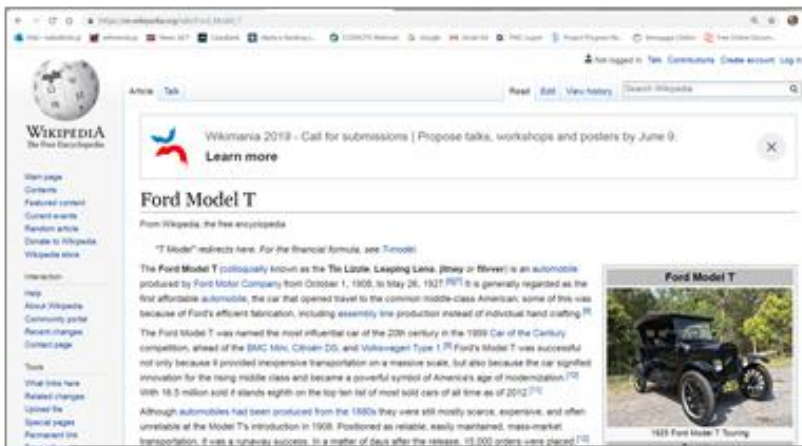 Not logged in Talk Contributions Create account Log in
Article Talk
Read Edit View history
Search Wikipedia
WIKIPEDIA
The Free Encyclopedia
Main page
Contents
Featured content
Current events
Random article
Donate to Wikipedia
Wikipedia store
Interaction
Help
About Wikipedia
Community portal
Recent changes
Contact page
Tools
What links here
Related changes
Upload file
Special pages
Permanent link
Wikimania 2019 - Call for submissions | Propose talks, workshops and posters by June 9.
Learn more
Ford Model T
From Wikipedia, the free encyclopedia
"T Model" redirects here. For the financial formula, see T-model.
The Ford Model T (colloquially known as the Tin Lizzie, Leaping Lena, jitney or flivver) is an automobile
produced by Ford Motor Company from October 1, 1908, to May 26, 1927. It is generally regarded as the
first affordable automobile, the car that opened travel to the common middle-class American; some of this was
because of Ford's efficient fabrication, including assembly line production instead of individual hand crafting.
The Ford Model T was named the most influential car of the 20th century in the 1999 Car of the Century
competition, ahead of the BMC Mini, Citroën DS, and Volkswagen Type 1. Ford's Model T was successful
not only because it provided inexpensive transportation on a massive scale, but also because the car signified
innovation for the rising middle class and became a powerful symbol of America's age of modernization.[10]
With 16.5 million sold it stands eighth on the top ten list of most sold cars of all time as of 2012.[11]
Although automobiles had been produced from the 1880s they were still mostly scarce, expensive, and often
unreliable at the Model T's introduction in 1908. Positioned as reliable, easily maintained, mass-market
transportation, it was a runaway success. In a matter of days after the release, 15,000 orders were placed.[12]
Ford Model T
1925 Ford Model T Touring